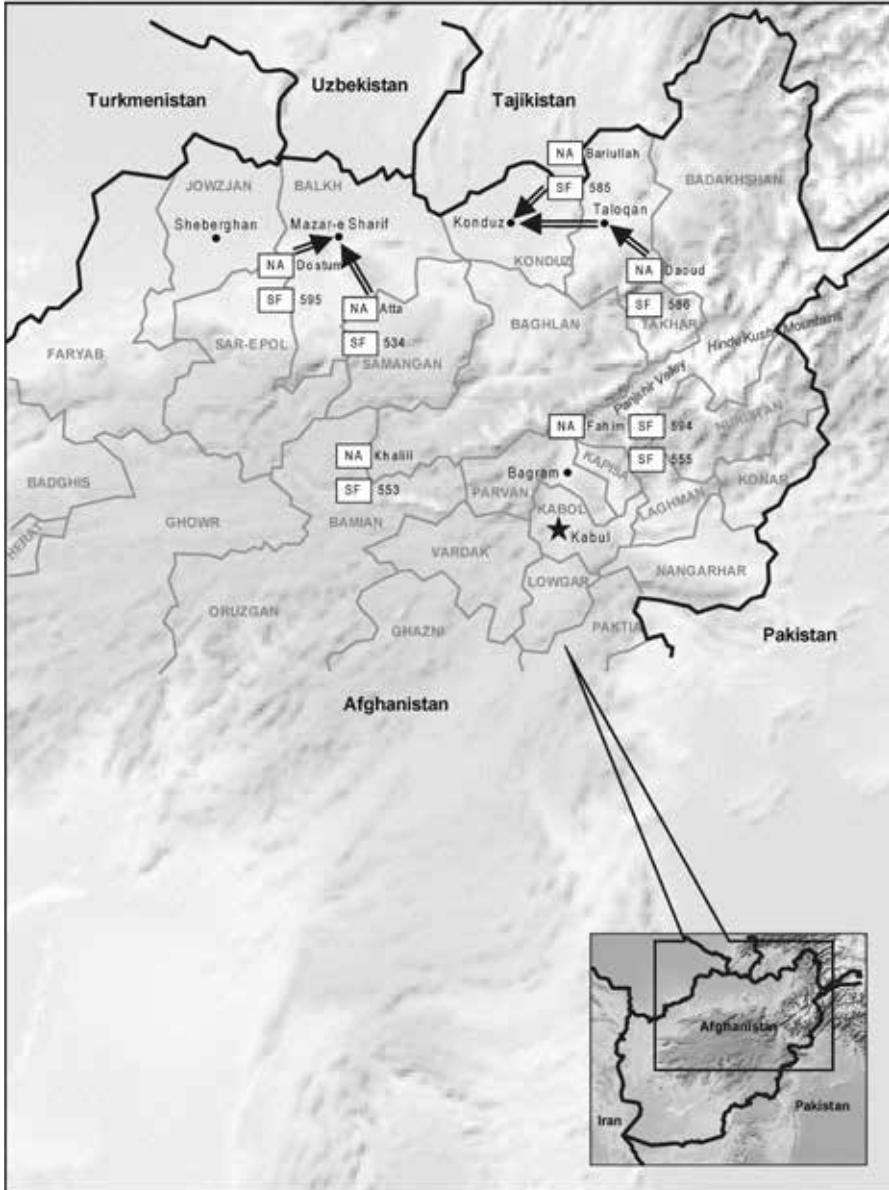 Uzbekistan
Turkmenistan
Tajikistan
NA Bariullah
SF 585
JOWZJAN
BALKH
BADAKHSHAN
Sheberghan
Mazar-e Sharif
Konduz
Taloqan
KONDUZ
NA Dostum
SF 595
NA Atta
SF 534
NA Daoud
SF 586
TAKHAR
BAGHLAN
Hindu Kush Mountains
FARYAB
SAR-E POL
SAMANGAN
Panjshir Valley
NA Fahim SF 594
SF 555
NURISTAN
NA Khalili
SF 553
Bagram
KAPISA
BADGHIS
PARVAN
KONAR
LAGHMAN
KABOL
GHOWR
BAMIAN
HERAT
Kabul
VARDAK
LOWGAR
NANGARHAR
ORUZGAN
GHAZNI
PAKTIA
Pakistan
Afghanistan
Afghanistan
Iran
Pakistan